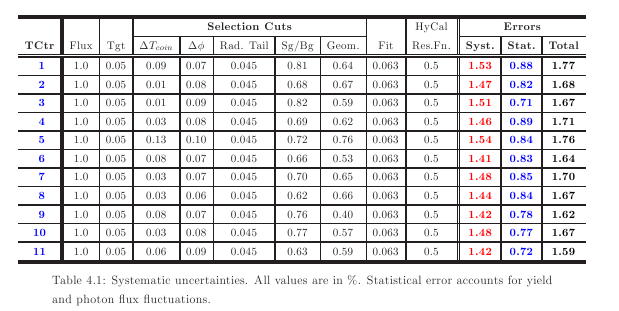 Selection Cuts HyCal Errors
TCtr Flux Tgt ΔT_coin Δϕ Rad. Tail Sg/Bg Geom. Fit Res.Fn. Syst. Stat. Total
1 1.0 0.05 0.09 0.07 0.045 0.81 0.64 0.063 0.5 1.53 0.88 1.77
2 1.0 0.05 0.01 0.08 0.045 0.68 0.67 0.063 0.5 1.47 0.82 1.68
3 1.0 0.05 0.01 0.09 0.045 0.82 0.59 0.063 0.5 1.51 0.71 1.67
4 1.0 0.05 0.03 0.08 0.045 0.69 0.62 0.063 0.5 1.46 0.89 1.71
5 1.0 0.05 0.13 0.10 0.045 0.72 0.76 0.063 0.5 1.54 0.84 1.76
6 1.0 0.05 0.08 0.07 0.045 0.66 0.53 0.063 0.5 1.41 0.83 1.64
7 1.0 0.05 0.03 0.07 0.045 0.70 0.65 0.063 0.5 1.48 0.85 1.70
8 1.0 0.05 0.03 0.06 0.045 0.62 0.66 0.063 0.5 1.44 0.84 1.67
9 1.0 0.05 0.08 0.07 0.045 0.76 0.40 0.063 0.5 1.42 0.78 1.62
10 1.0 0.05 0.03 0.08 0.045 0.77 0.57 0.063 0.5 1.48 0.77 1.67
11 1.0 0.05 0.06 0.09 0.045 0.63 0.59 0.063 0.5 1.42 0.72 1.59
Table 4.1: Systematic uncertainties. All values are in %. Statistical error accounts for yield
and photon flux fluctuations.